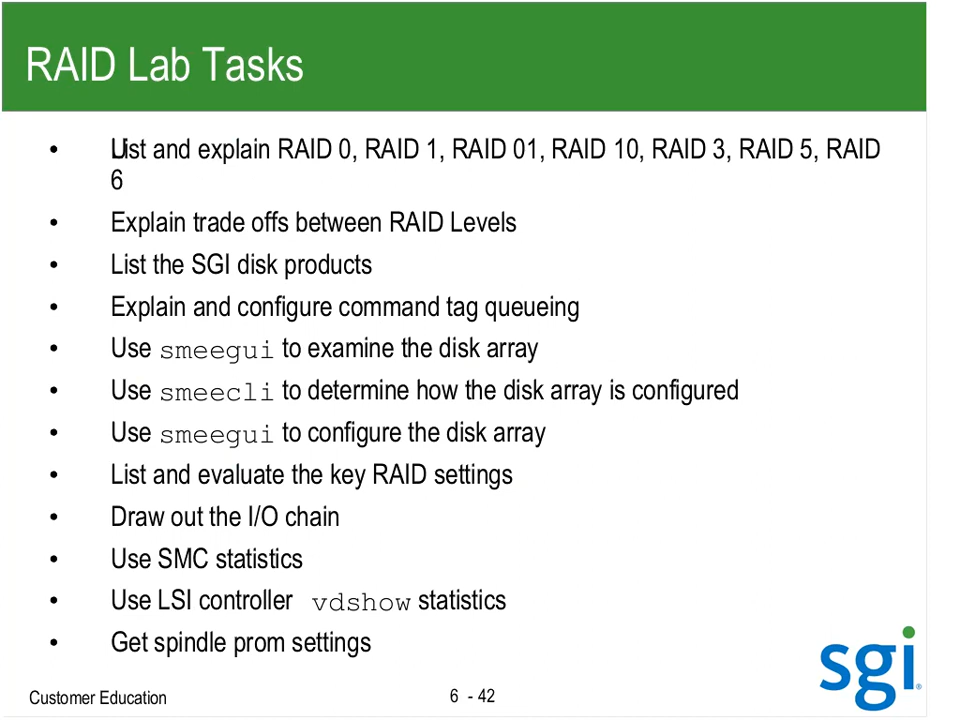 RAID Lab Tasks
• List and explain RAID 0, RAID 1, RAID 01, RAID 10, RAID 3, RAID 5, RAID
6
• Explain trade offs between RAID Levels
• List the SGI disk products
• Explain and configure command tag queueing
• Use smeegui to examine the disk array
• Use smeecli to determine how the disk array is configured
• Use smeegui to configure the disk array
• List and evaluate the key RAID settings
• Draw out the I/O chain
• Use SMC statistics
• Use LSI controller vdshow statistics
• Get spindle prom settings
sgi®
Customer Education
6 - 42